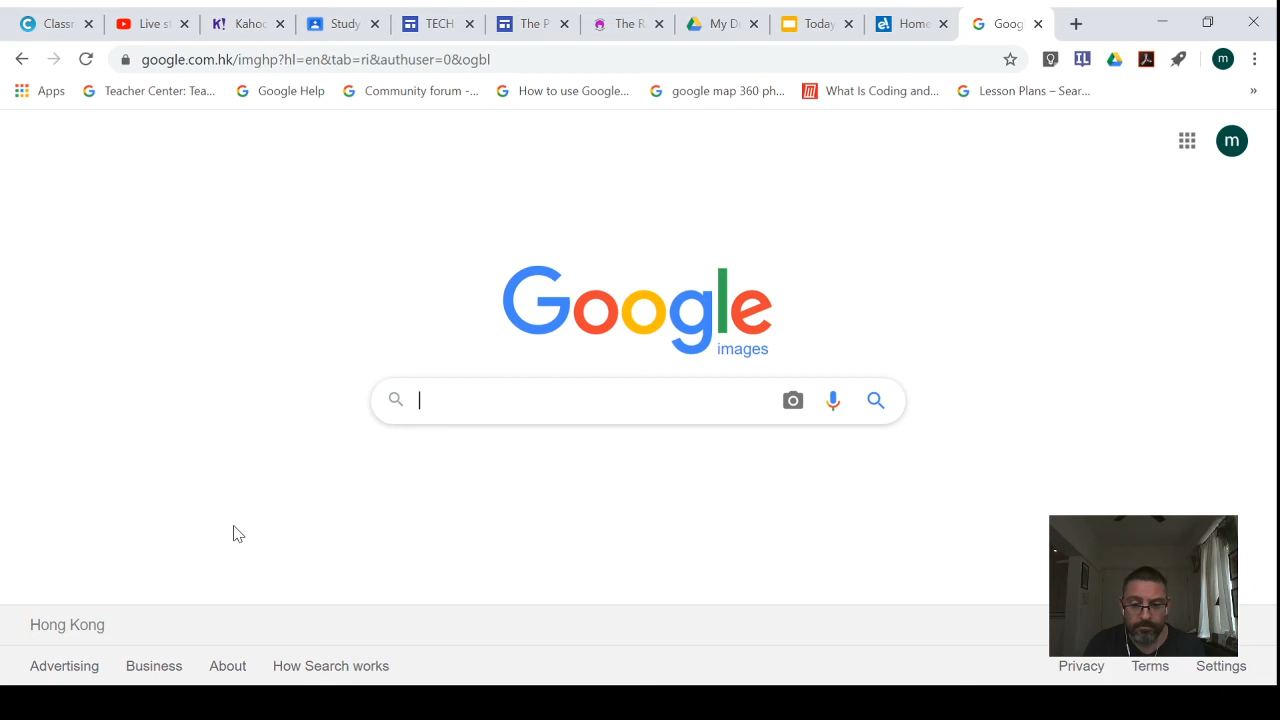 Classr Live st Kahoo Study TECH The P The R My D Today Home Goog
google.com.hk/imghp?hl=en&tab=ri&authuser=0&ogbl IL m
Apps Teacher Center: Tea... Google Help Community forum -... How to use Google... google map 360 ph... What Is Coding and... Lesson Plans – Sear... »
m
Google
images
Hong Kong
Advertising Business About How Search works Privacy Terms Settings